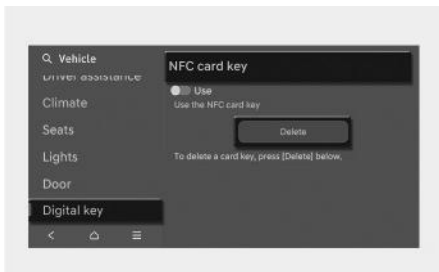 Vehicle
Driver assistance
Climate
Seats
Lights
Door
Digital key
NFC card key
Use
Use the NFC card key
Delete
To delete a card key, press [Delete] below.